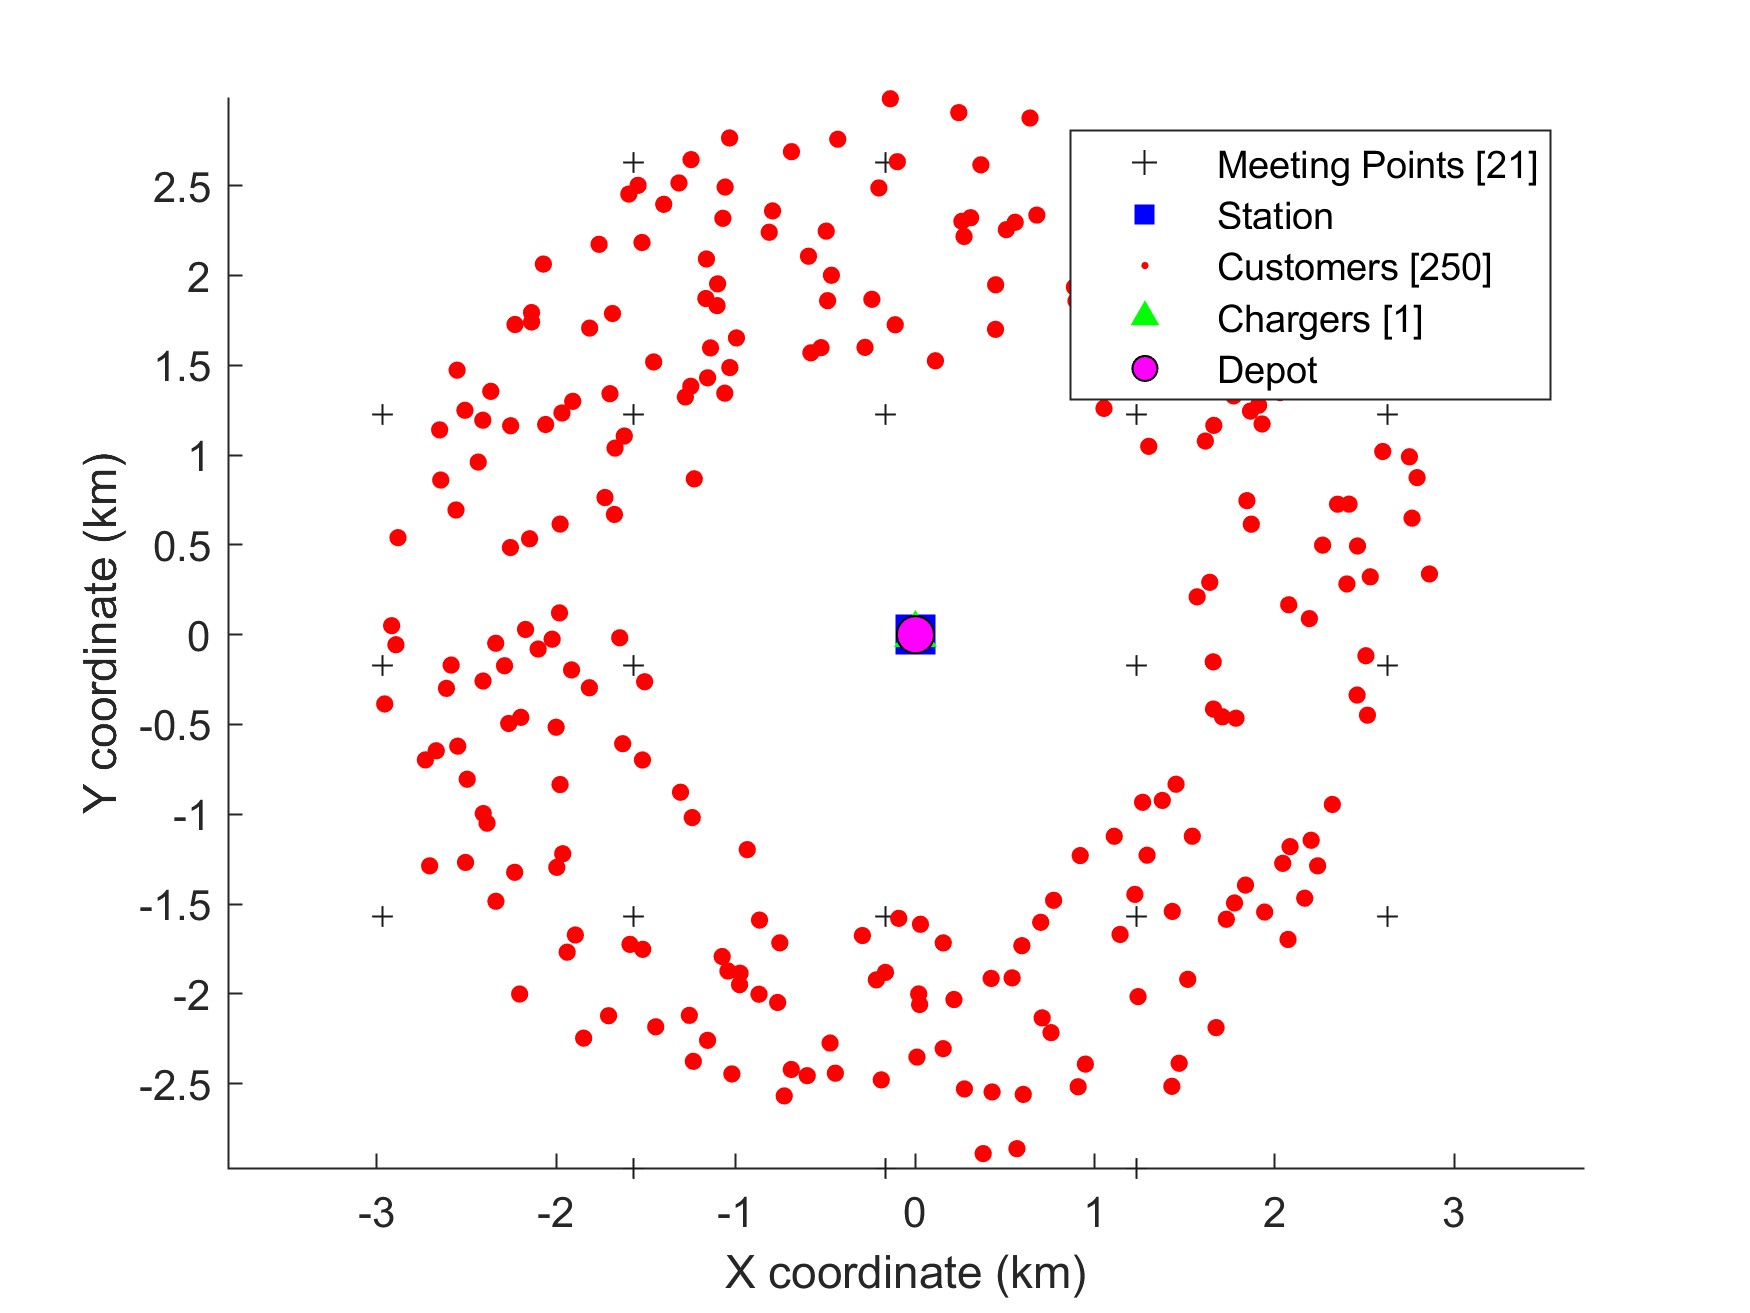 Meeting Points [21]
Station
Customers [250]
Chargers [1]
Depot
2.5
2
1.5
1
0.5
0
-0.5
-1
-1.5
-2
-2.5
Y coordinate (km)
-3 -2 -1 0 1 2 3
X coordinate (km)